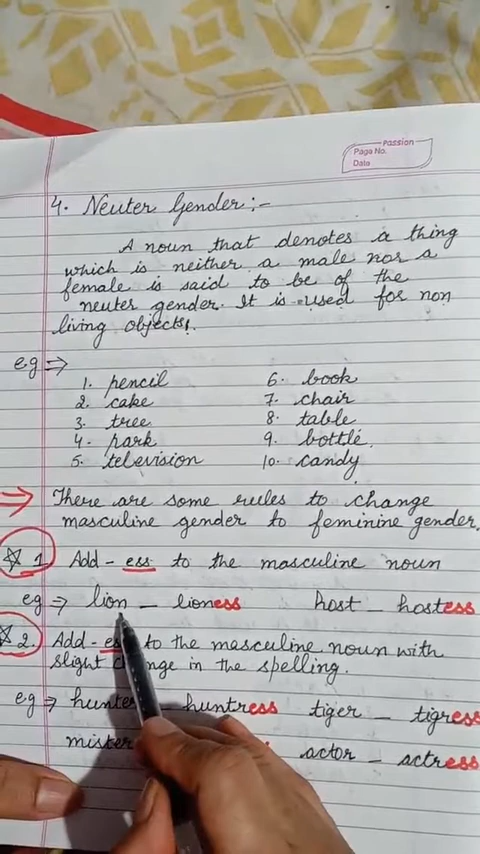 Passion
Page No.
Data
4. Neuter Gender:-
A noun that denotes a thing
which is neither a male nor a
female is said to be of the
neuter gender. It is used for non
living objects.
e.g ⇒
1. pencil 6. book
2. cake 7. chair
3. tree 8. table
4. park 9. bottle
5. television 10. candy
⇒ There are some rules to change
masculine gender to feminine gender.
☆ 1. Add - ess to the masculine noun
eg ⇒ lion - lioness host - hostess
☆ 2. Add - to the masculine noun with
slight change in the spelling.
eg ⇒ hunter huntress tiger - tigress
mister actor - actress